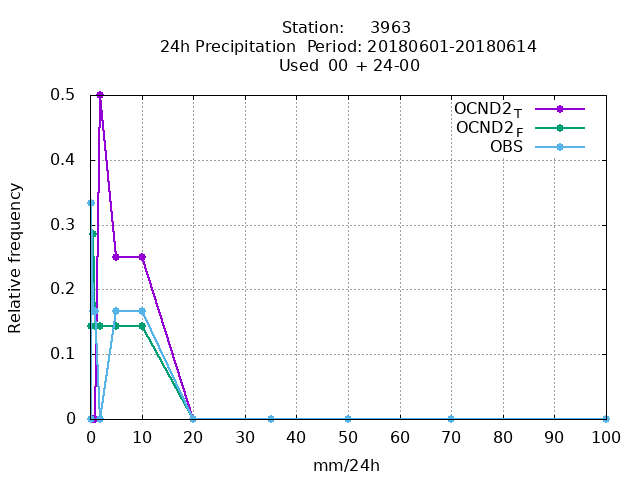 Station: 3963
24h Precipitation Period: 20180601-20180614
Used 00 + 24-00
OCND2 T
OCND2 F
OBS
0.5
0.4
0.3
0.2
0.1
0
Relative frequency
0 10 20 30 40 50 60 70 80 90 100
mm/24h